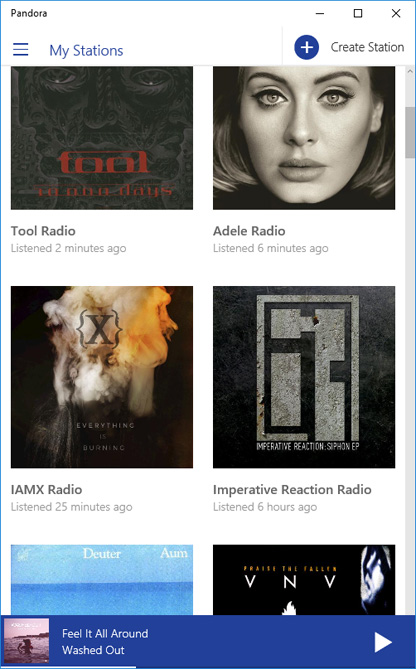 Pandora
My Stations
Create Station
tool
10,000 days
Tool Radio
Listened 2 minutes ago
Adele Radio
Listened 6 minutes ago
{X}
EVERYTHING
IS
BURNING
IMPERATIVE REACTION: SIPHON EP
IAMX Radio
Listened 25 minutes ago
Imperative Reaction Radio
Listened 6 hours ago
Deuter Aum
PRAISE THE FALLEN
VNV
Feel It All Around
Washed Out